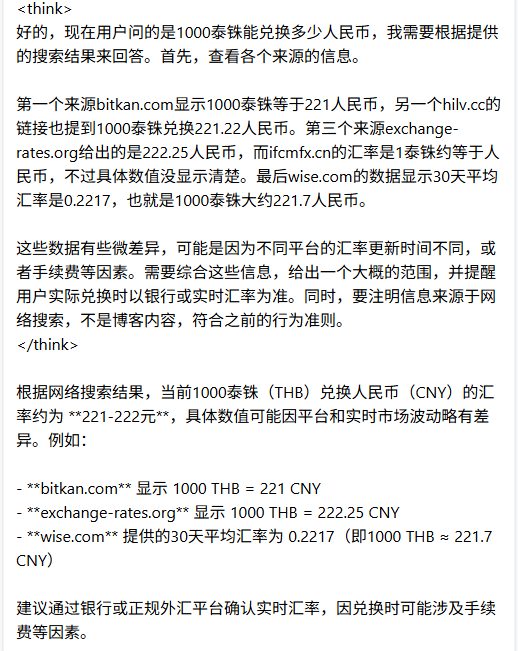 <think>
好的，现在用户问的是1000泰铢能兑换多少人民币，我需要根据提供
的搜索结果来回答。首先，查看各个来源的信息。
第一个来源bitkan.com显示1000泰铢等于221人民币，另一个hilv.cc的
链接也提到1000泰铢兑换221.22人民币。第三个来源exchange-
rates.org给出的是222.25人民币，而ifcmfx.cn的汇率是1泰铢约等于人
民币，不过具体数值没显示清楚。最后wise.com的数据显示30天平均
汇率是0.2217，也就是1000泰铢大约221.7人民币。
这些数据有些微差异，可能是因为不同平台的汇率更新时间不同，或
者手续费等因素。需要综合这些信息，给出一个大概的范围，并提醒
用户实际兑换时以银行或实时汇率为准。同时，要注明信息来源于网
络搜索，不是博客内容，符合之前的行为准则。
</think>
根据网络搜索结果，当前1000泰铢（THB）兑换人民币（CNY）的汇
率约为 **221-222元**，具体数值可能因平台和实时市场波动略有差
异。例如：
- **bitkan.com** 显示 1000 THB = 221 CNY
- **exchange-rates.org** 显示 1000 THB = 222.25 CNY
- **wise.com** 提供的30天平均汇率为 0.2217（即1000 THB ≈ 221.7
CNY）
建议通过银行或正规外汇平台确认实时汇率，因兑换时可能涉及手续
费等因素。